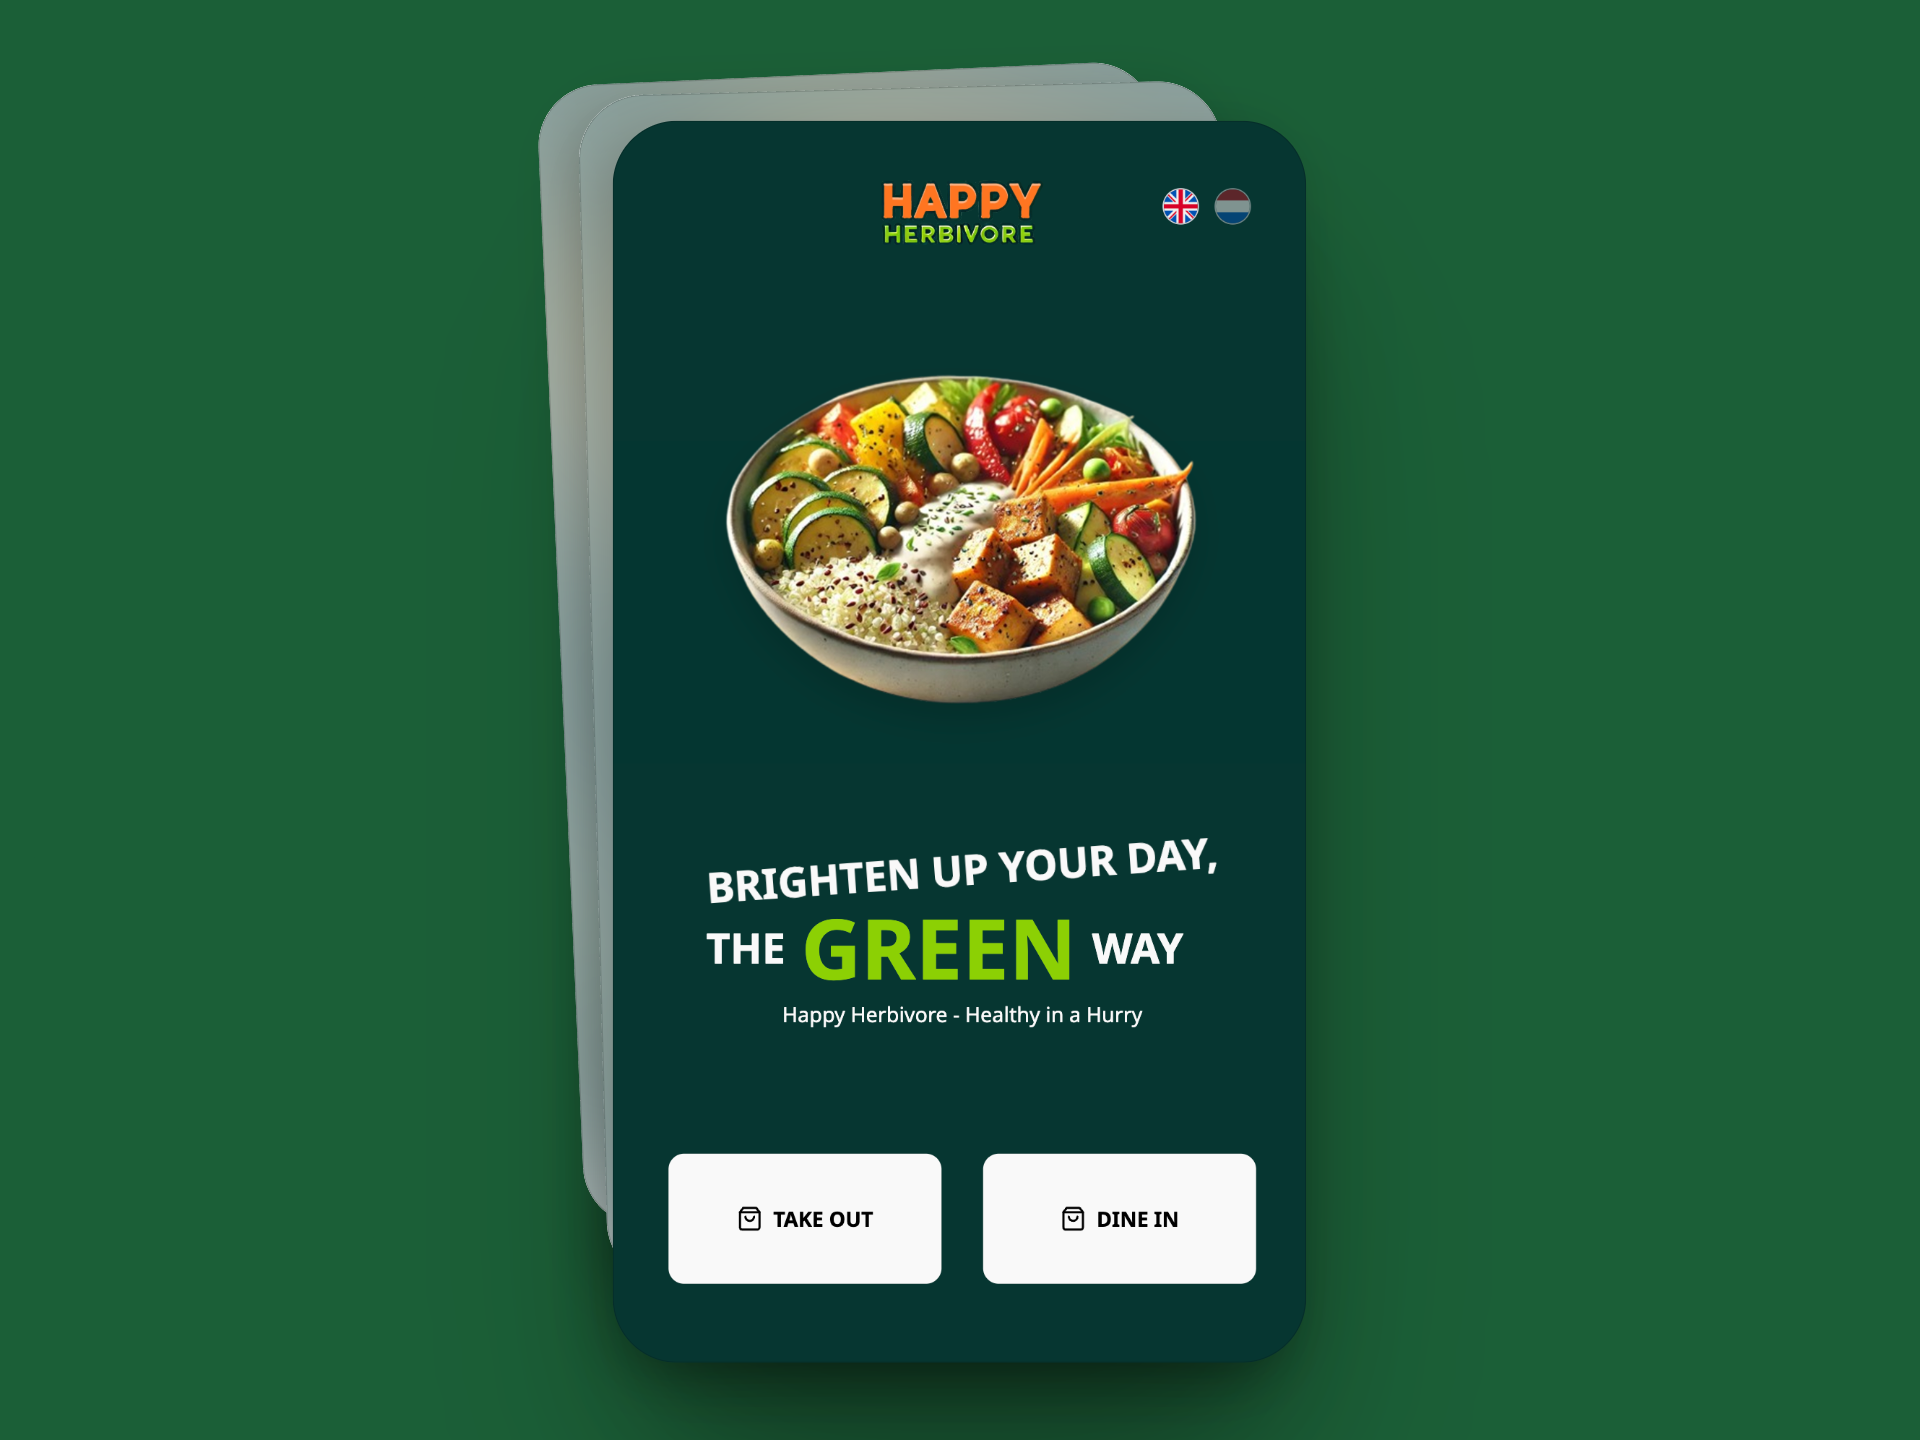 HAPPY
HERBIVORE
BRIGHTEN UP YOUR DAY,
THE GREEN WAY
Happy Herbivore - Healthy in a Hurry
TAKE OUT
DINE IN